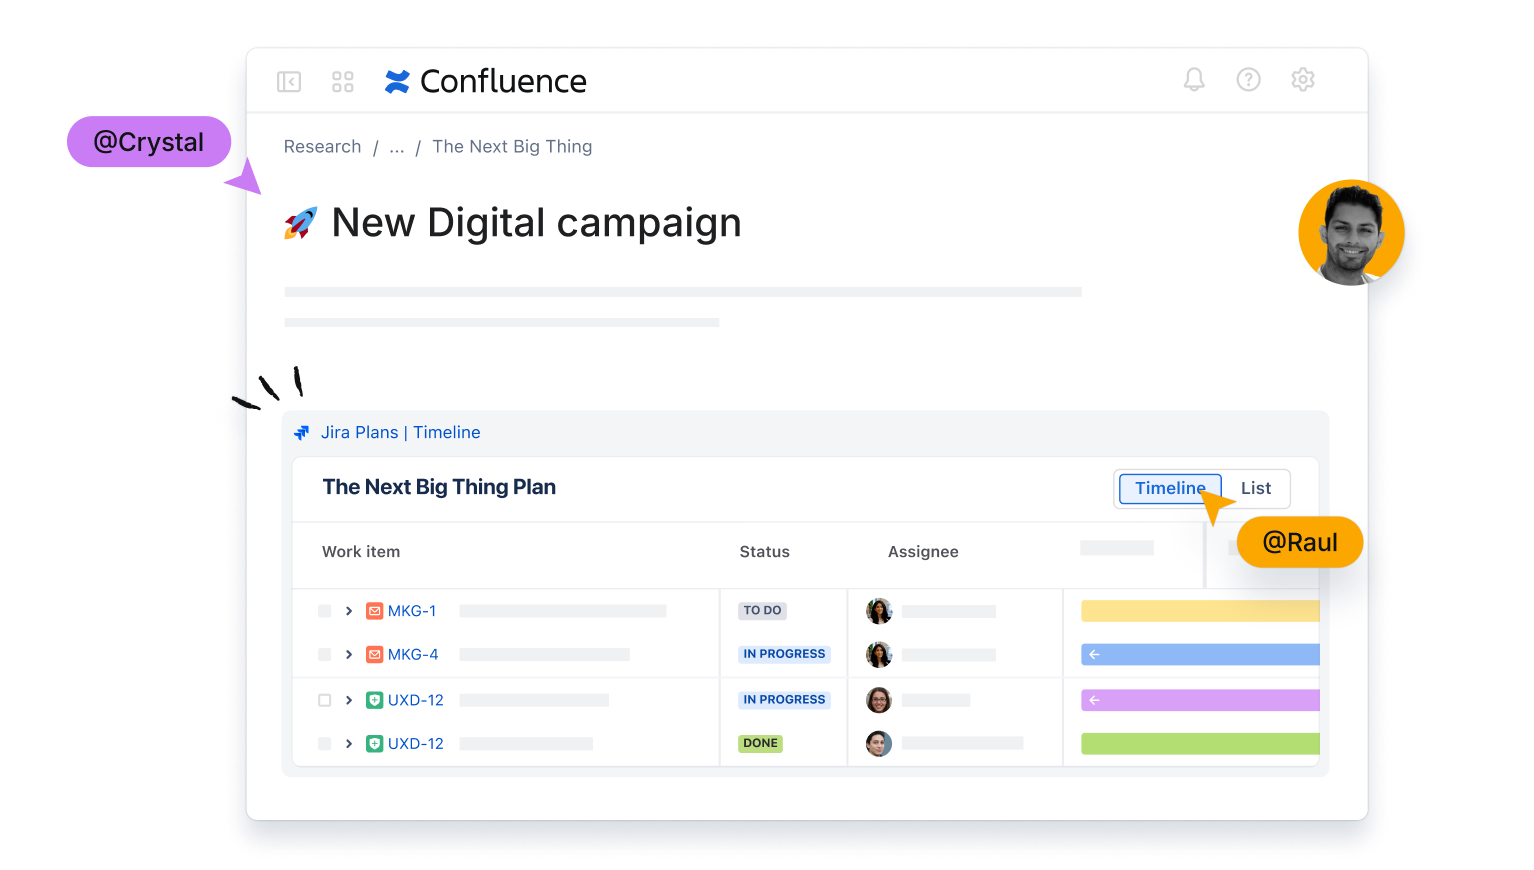 Confluence
@Crystal
Research / ... / The Next Big Thing
New Digital campaign
Jira Plans | Timeline
The Next Big Thing Plan
Timeline
List
@Raul
Work item
Status
Assignee
MKG-1
TO DO
MKG-4
IN PROGRESS
UXD-12
IN PROGRESS
UXD-12
DONE